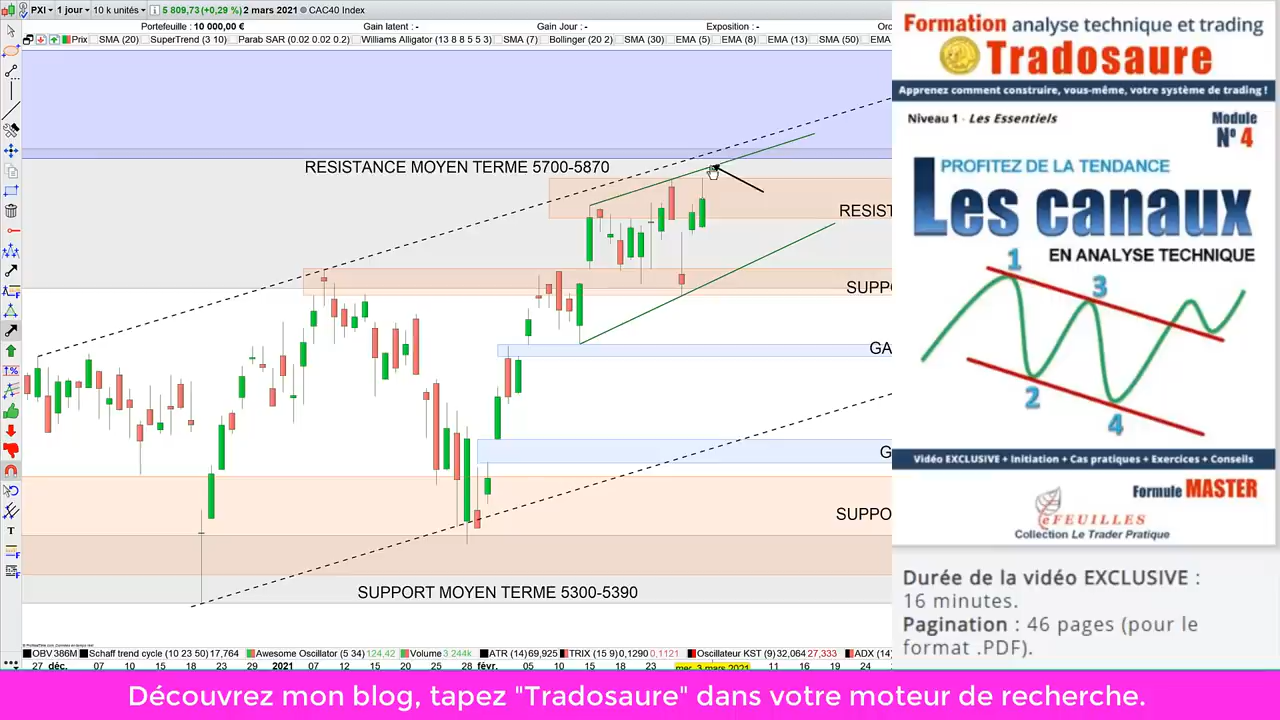 PXI 1 jour 10 k unités 5 809,73 (+0,29 %) 2 mars 2021 CAC40 Index
Portefeuille : 10 000,00 € Gain latent : - Gain Jour : - Exposition : - Or
Prix SMA (20) SuperTrend (3 10) Parab SAR (0.02 0.02 0.2) Williams Alligator (13 8 8 5 5 3) SMA (7) Bollinger (20 2) SMA (30) EMA (5) EMA (8) EMA (13) SMA (50) EMA
RESISTANCE MOYEN TERME 5700-5870
RESIST
SUPPO
GA
G
SUPPO
SUPPORT MOYEN TERME 5300-5390
OBV 386M Schaff trend cycle (10 23 50) 17,764 Awesome Oscillator (5 34) 124,42 Volume 3 244k ATR (14) 69,925 TRIX (15 9) 0,1290 0,1121 Oscillateur KST (9) 32,064 27,333 ADX (14)
27 déc. 07 10 15 18 23 29 2021 07 12 15 20 25 28 févr. 05 10 15 18 23 mer. 3 mars 2021 10 15 18 24
Formation analyse technique et trading
Tradosaure
Apprenez comment construire, vous-même, votre système de trading !
Niveau 1 - Les Essentiels
Module
N° 4
PROFITEZ DE LA TENDANCE
Les canaux
EN ANALYSE TECHNIQUE
1
3
2
4
Vidéo EXCLUSIVE + Initiation + Cas pratiques + Exercices + Conseils
Formule MASTER
eFEUILLES
Collection Le Trader Pratique
Durée de la vidéo EXCLUSIVE :
16 minutes.
Pagination : 46 pages (pour le
format .PDF).
Découvrez mon blog, tapez "Tradosaure" dans votre moteur de recherche.